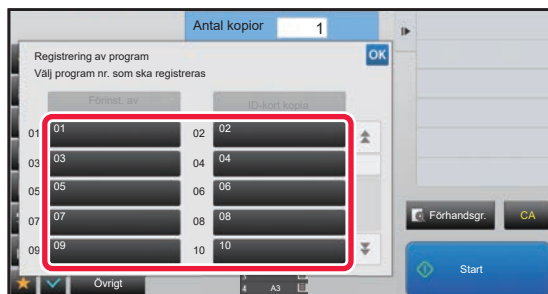 Antal kopior 1
Registrering av program
OK
Välj program nr. som ska registreras
Förinst. av
ID-kort kopia
01 01 02 02
03 03 04 04
05 05 06 06
07 07 08 08
09 09 10 10
Förhandsgr.
CA
Övrigt
4 A3
Start